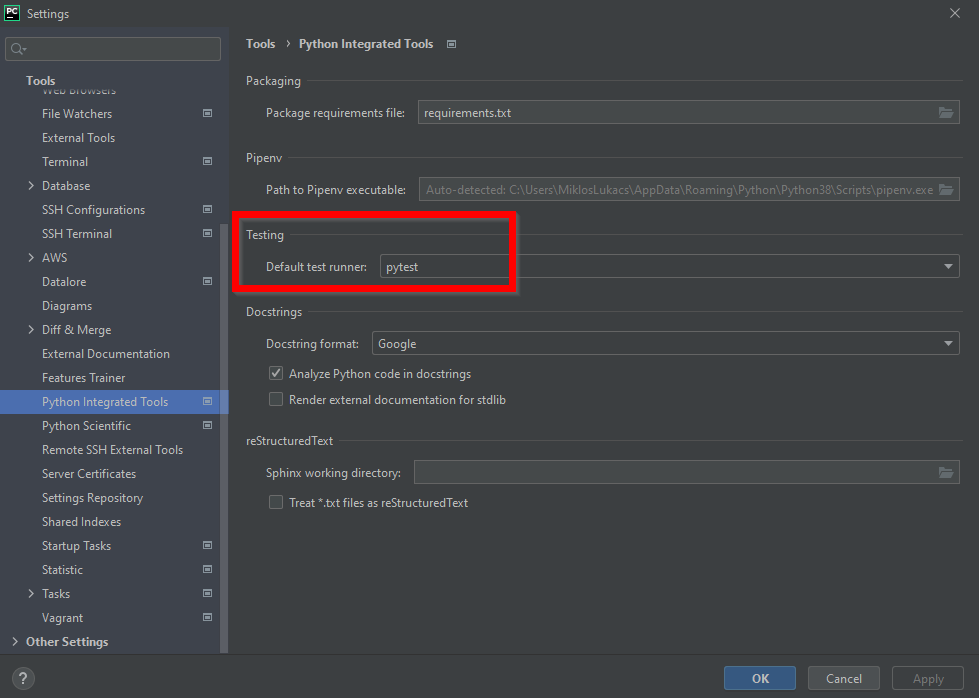 PC Settings
Tools
Web Browsers
File Watchers
External Tools
Terminal
Database
SSH Configurations
SSH Terminal
AWS
Datalore
Diagrams
Diff & Merge
External Documentation
Features Trainer
Python Integrated Tools
Python Scientific
Remote SSH External Tools
Server Certificates
Settings Repository
Shared Indexes
Startup Tasks
Statistic
Tasks
Vagrant
Other Settings
Tools › Python Integrated Tools
Packaging
Package requirements file: requirements.txt
Pipenv
Path to Pipenv executable: Auto-detected: C:\Users\MiklosLukacs\AppData\Roaming\Python\Python38\Scripts\pipenv.exe
Testing
Default test runner: pytest
Docstrings
Docstring format: Google
Analyze Python code in docstrings
Render external documentation for stdlib
reStructuredText
Sphinx working directory:
Treat *.txt files as reStructuredText
?
OK Cancel Apply